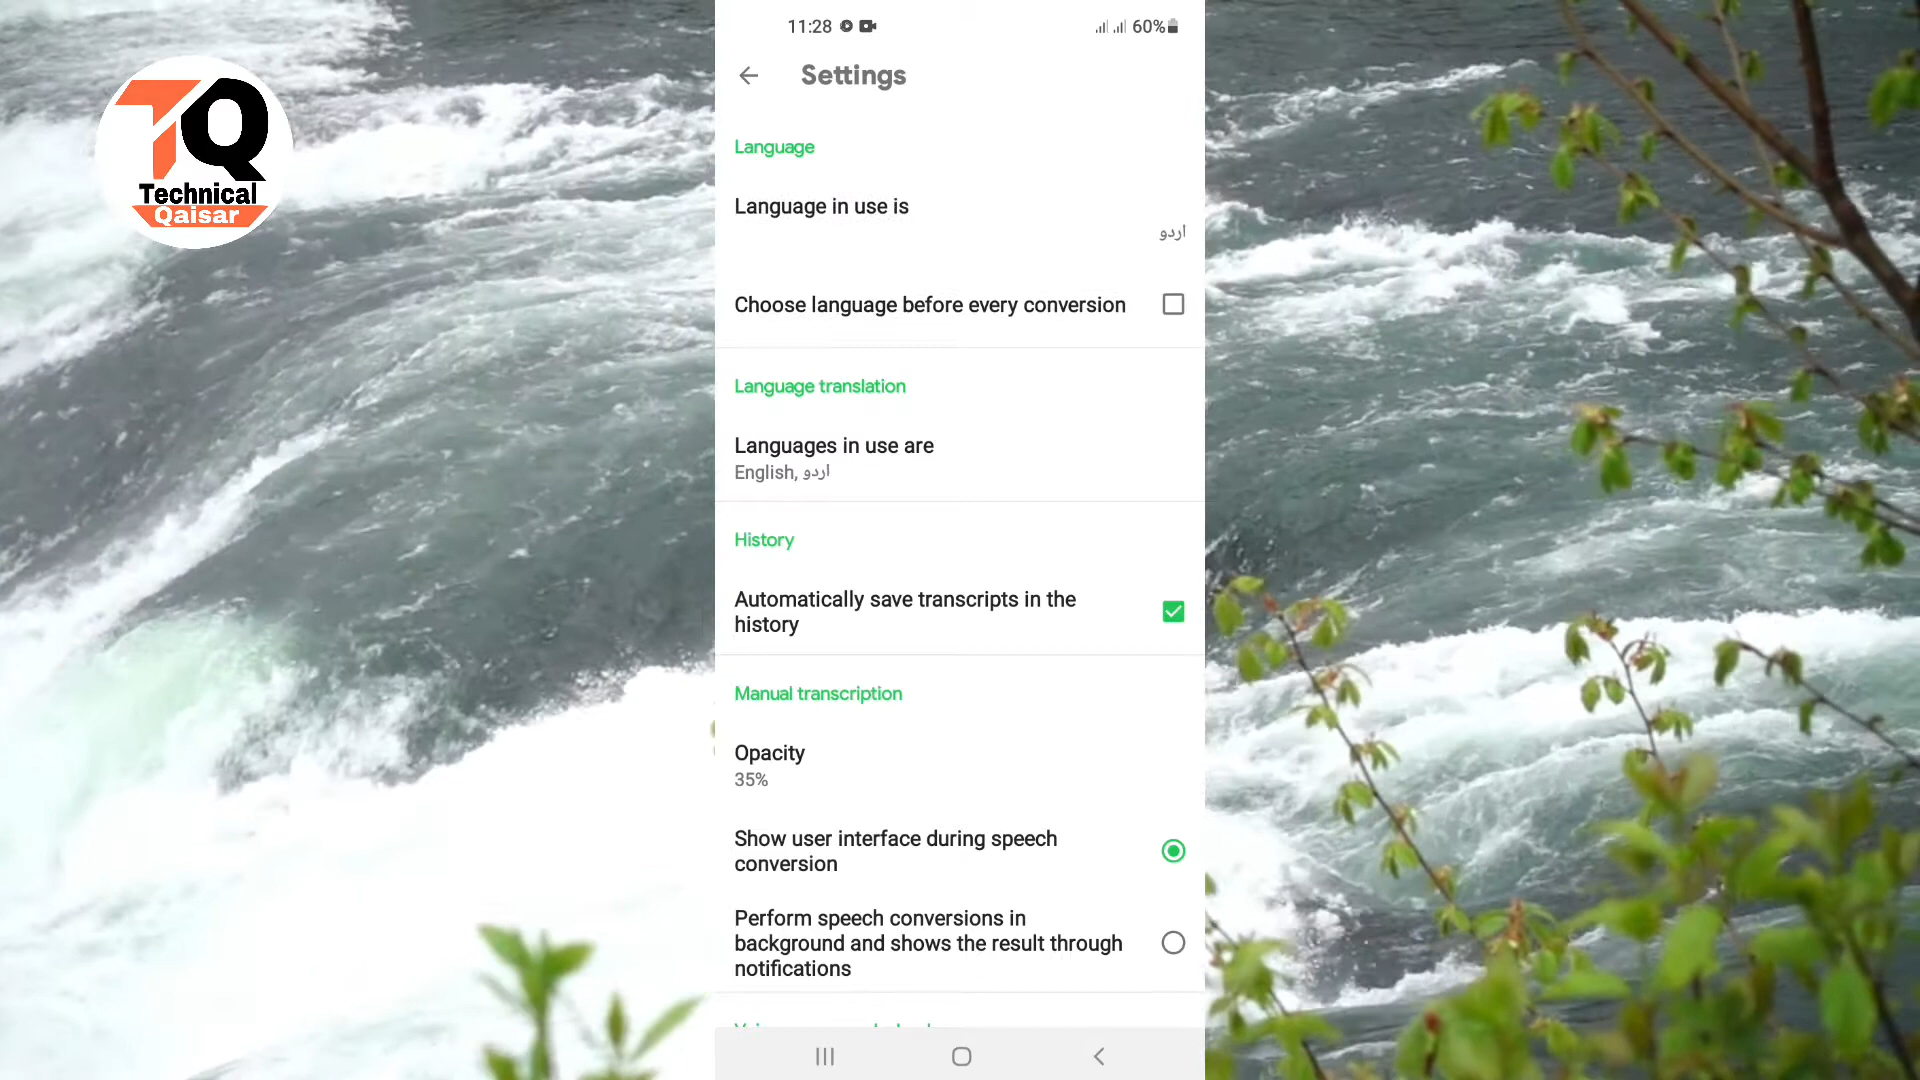 11:28
60%
TQ
Technical
Qaisar
Settings
Language
Language in use is
اردو
Choose language before every conversion
Language translation
Languages in use are
English, اردو
History
Automatically save transcripts in the
history
Manual transcription
Opacity
35%
Show user interface during speech
conversion
Perform speech conversions in
background and shows the result through
notifications